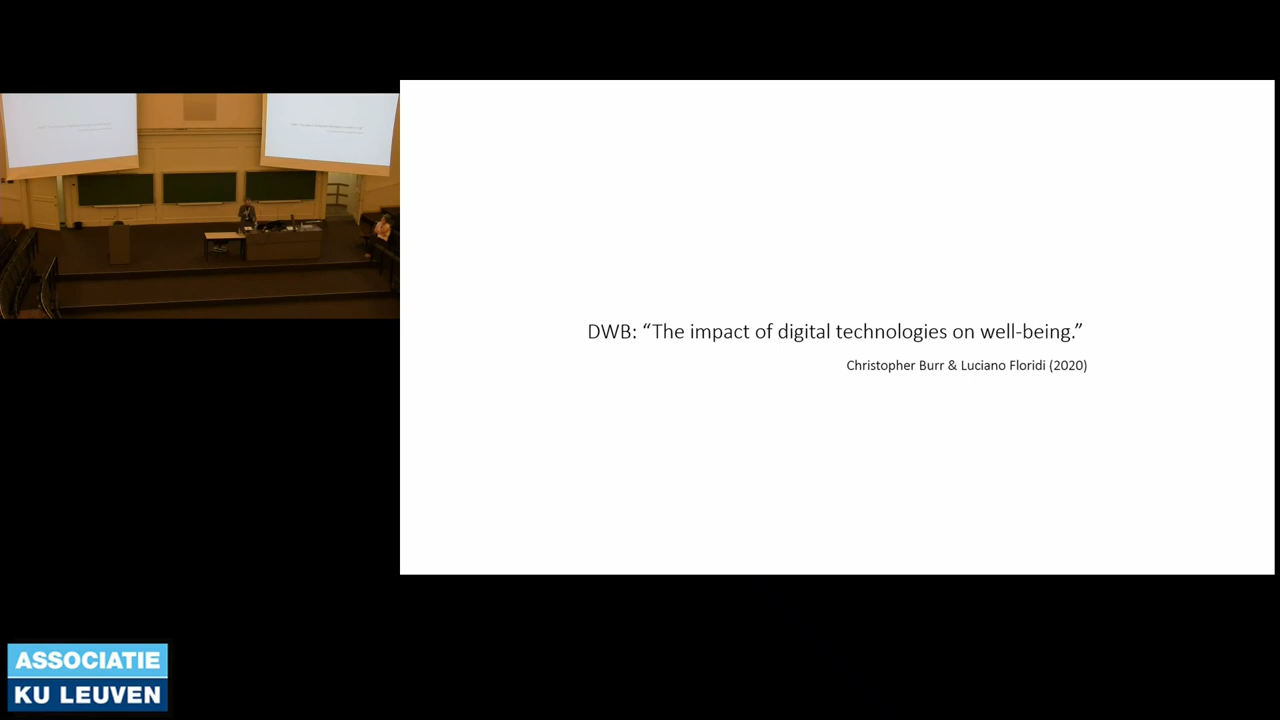 DWB: “The impact of digital technologies on well-being.”
Christopher Burr & Luciano Floridi (2020)
ASSOCIATIE
KU LEUVEN